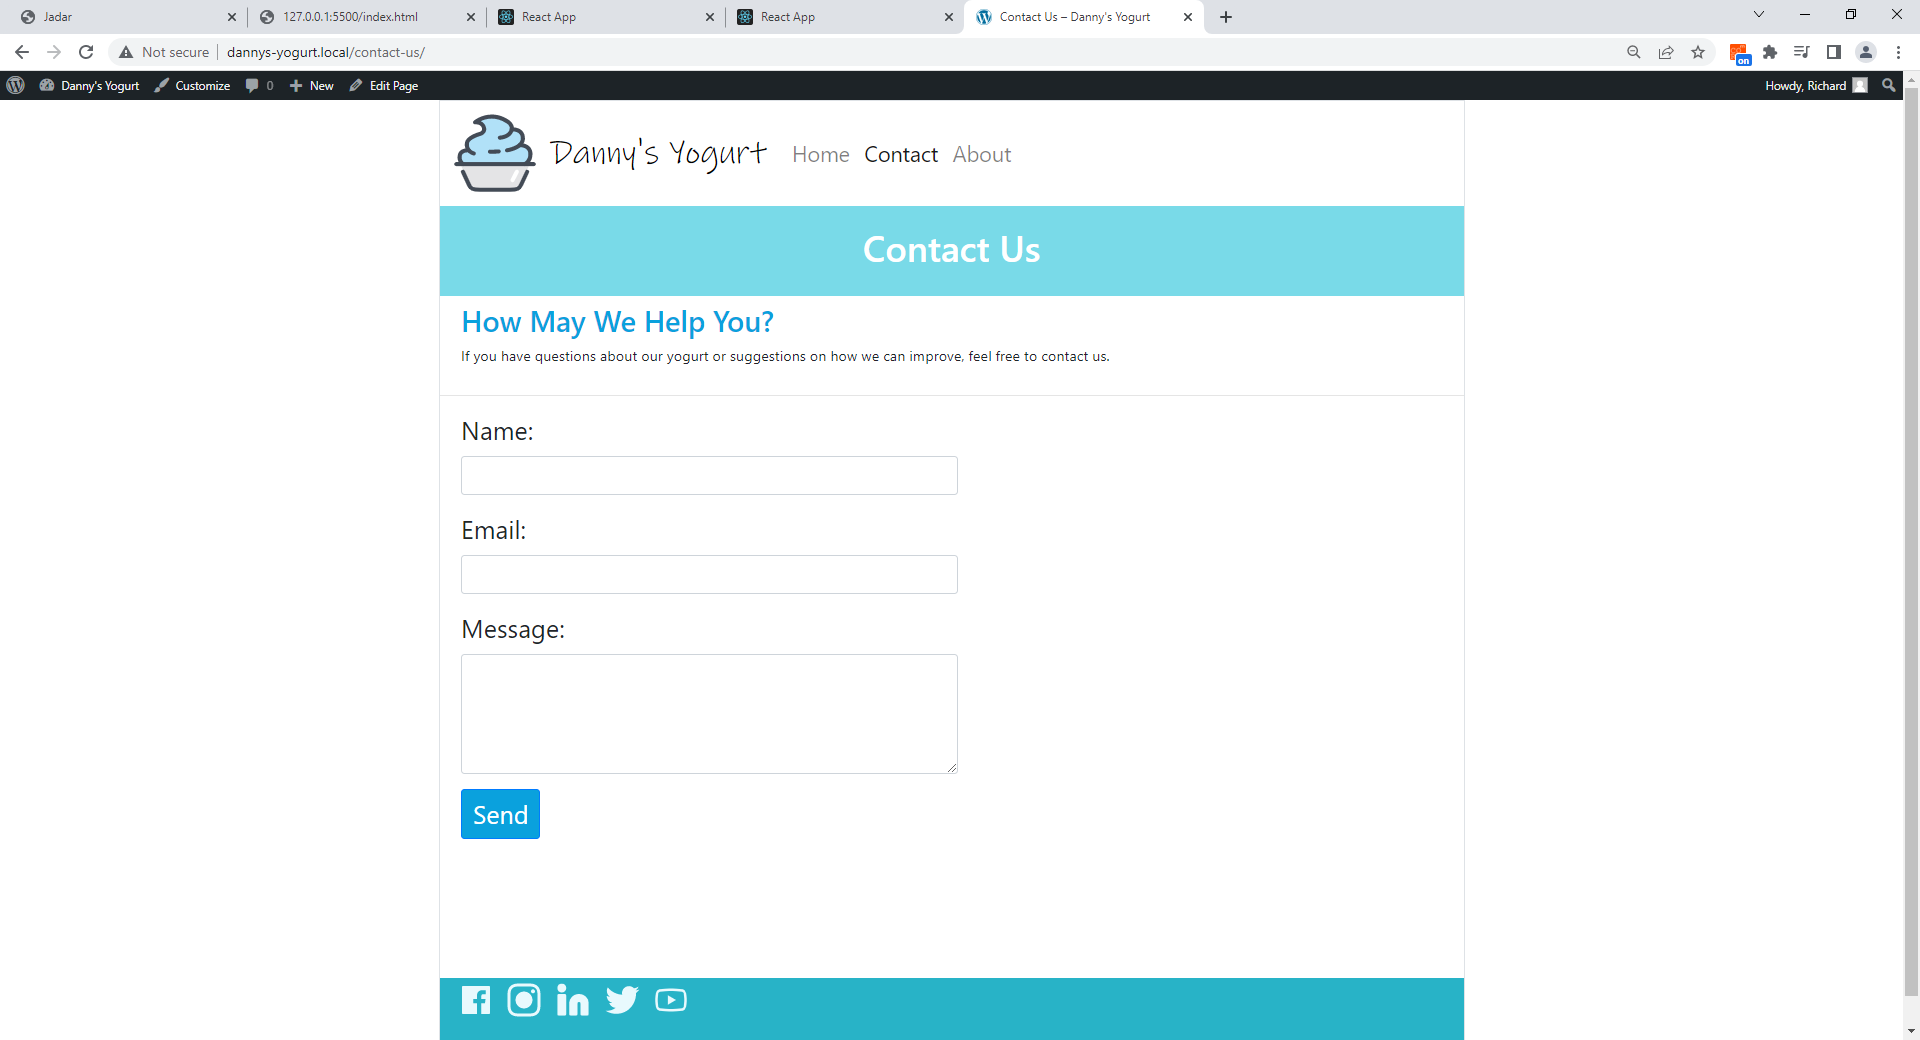 Jadar
127.0.0.1:5500/index.html
React App
React App
Contact Us – Danny's Yogurt
Not secure
dannys-yogurt.local/contact-us/
on
Danny's Yogurt
Customize
0
New
Edit Page
Howdy, Richard
Danny's Yogurt
Home
Contact
About
Contact Us
How May We Help You?
If you have questions about our yogurt or suggestions on how we can improve, feel free to contact us.
Name:
Email:
Message:
Send